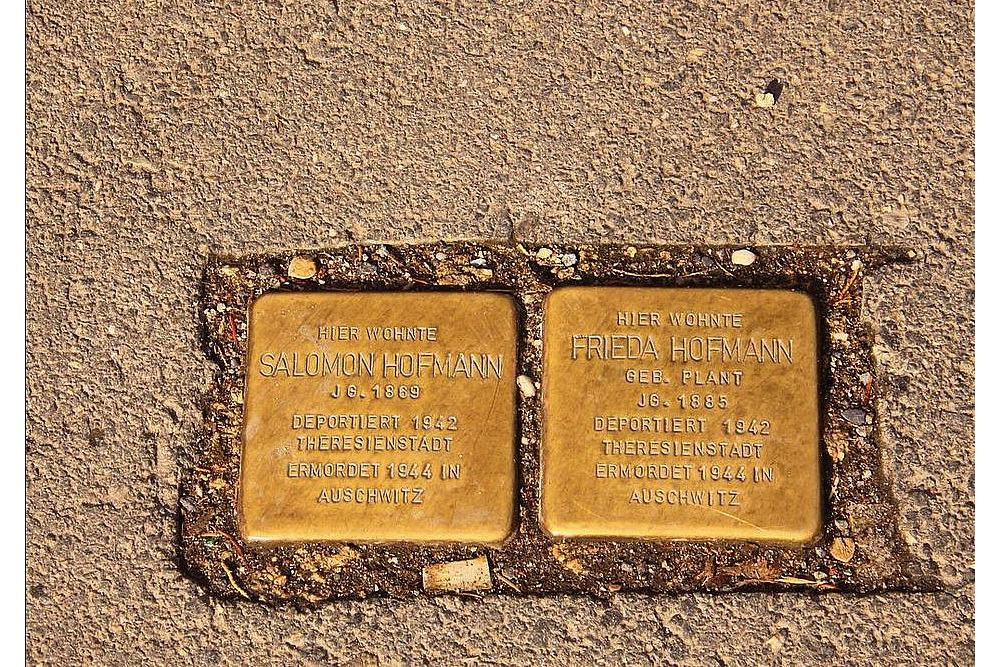 HIER WOHNTE
SALOMON HOFMANN
JG. 1869
DEPORTIERT 1942
THERESIENSTADT
ERMORDET 1944 IN
AUSCHWITZ
HIER WOHNTE
FRIEDA HOFMANN
GEB. PLANT
JG. 1885
DEPORTIERT 1942
THERESIENSTADT
ERMORDET 1944 IN
AUSCHWITZ